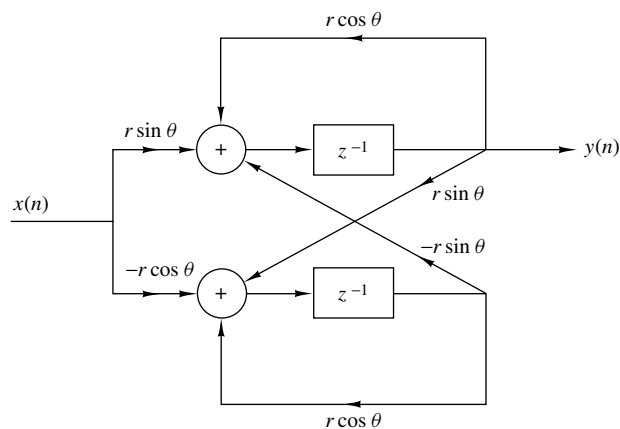 r cos θ
r sin θ
+
z⁻¹
y(n)
r sin θ
x(n)
−r sin θ
−r cos θ
+
z⁻¹
r cos θ